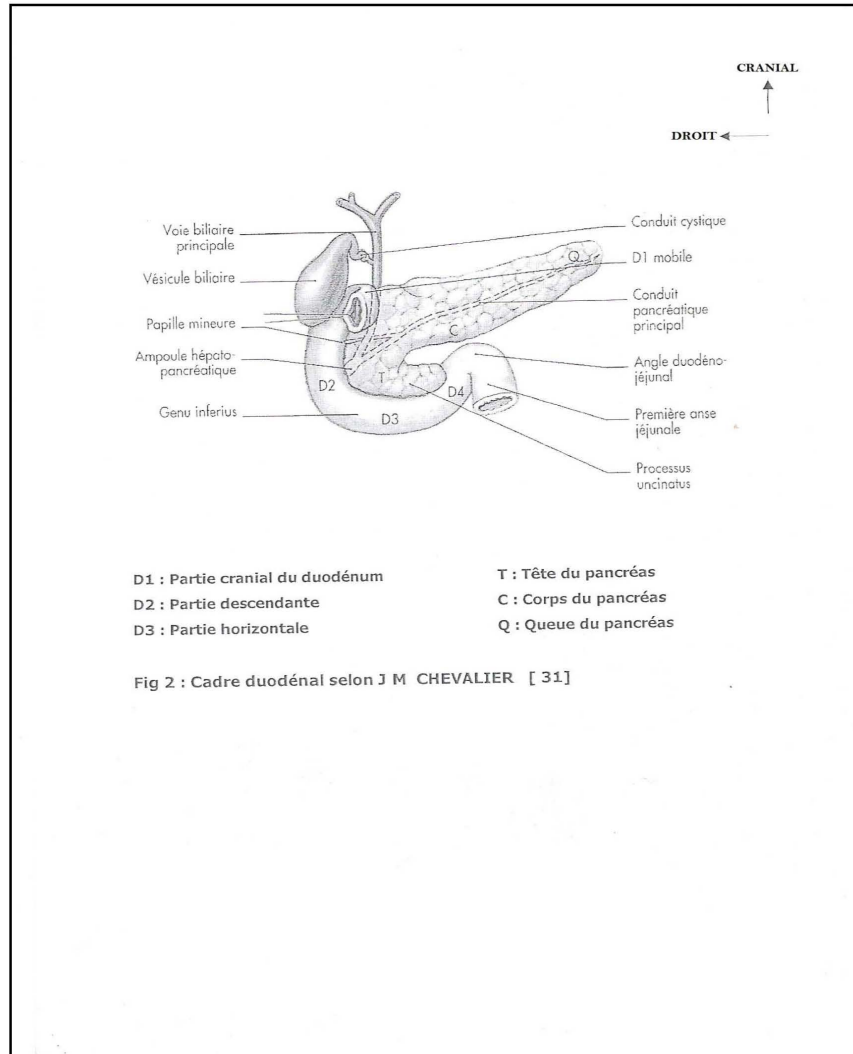 CRANIAL
DROIT
Voie biliaire
principale
Vésicule biliaire
Papille mineure
Ampoule hépato-
pancréatique
Genu inferius
Conduit cystique
D1 mobile
Conduit
pancréatique
principal
Angle duodéno-
jéjunal
Première anse
jéjunale
Processus
uncinatus
Q
C
T
D2
D3
D4
D1 : Partie cranial du duodénum
D2 : Partie descendante
D3 : Partie horizontale
T : Tête du pancréas
C : Corps du pancréas
Q : Queue du pancréas
Fig 2 : Cadre duodénal selon J M CHEVALIER [ 31]